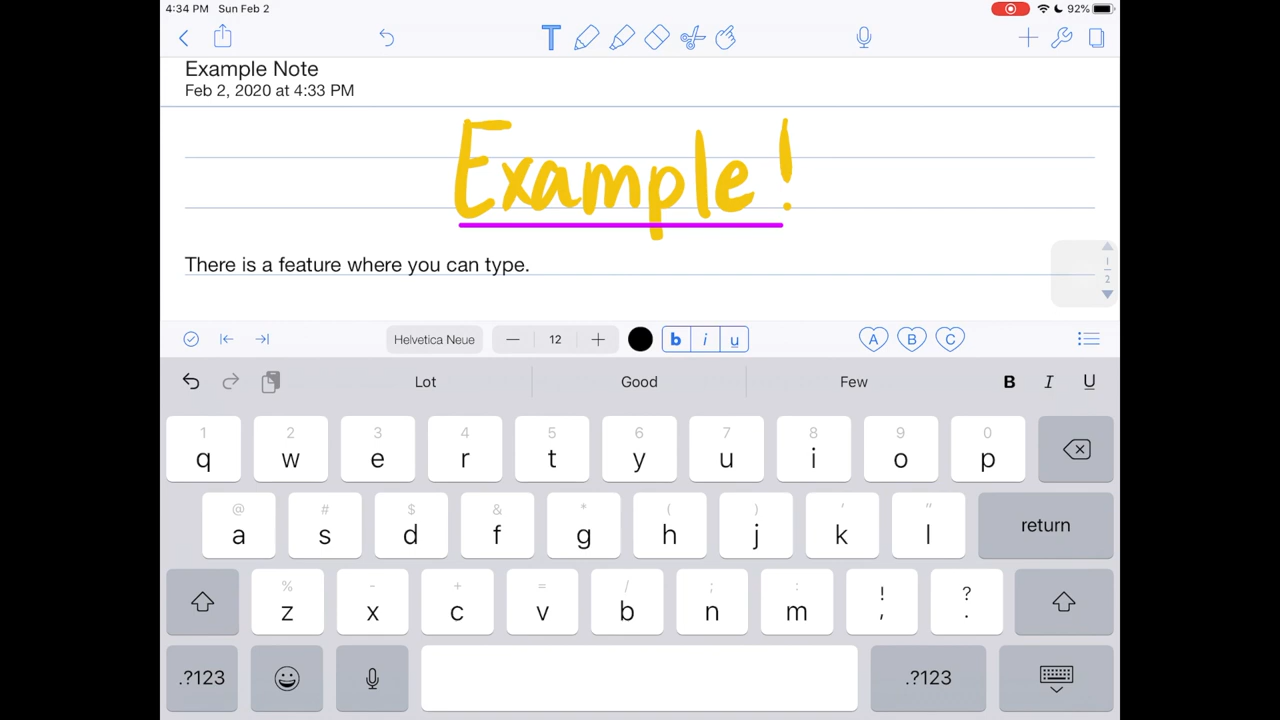 4:34 PM Sun Feb 2 92%
T
Example Note
Feb 2, 2020 at 4:33 PM
Example!
There is a feature where you can type.
1
2
Helvetica Neue — 12 + b i u A B C
Lot Good Few B I U
1 2 3 4 5 6 7 8 9 0
q w e r t y u i o p
@ # $ & * ( ) ' "
a s d f g h j k l return
% - + = / ; : ! ?
z x c v b n m , .
.?123 .?123